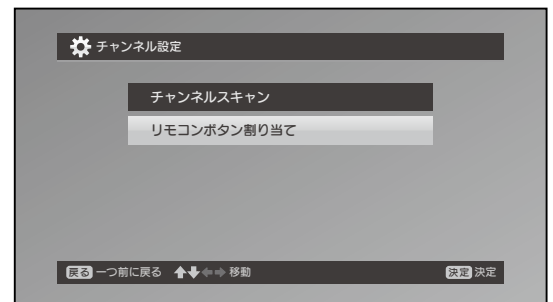 チャンネル設定
チャンネルスキャン
リモコンボタン割り当て
戻る 一つ前に戻る 移動 決定 決定